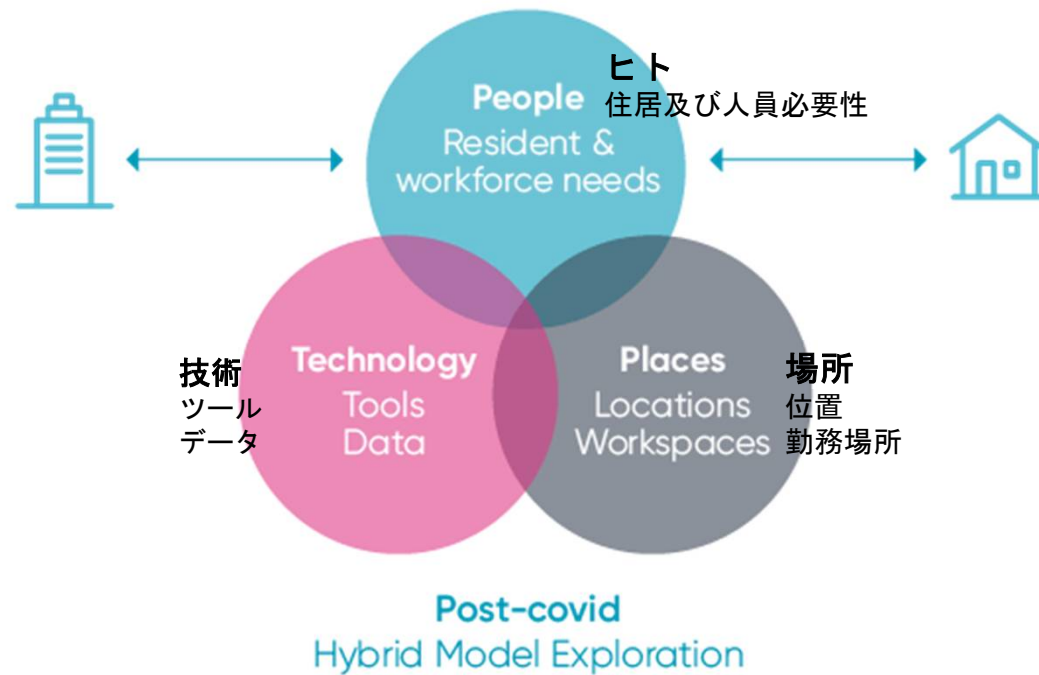 People
Resident &
workforce needs
ヒト
住居及び人員必要性
技術
ツール
データ
Technology
Tools
Data
Places
Locations
Workspaces
場所
位置
勤務場所
Post-covid
Hybrid Model Exploration